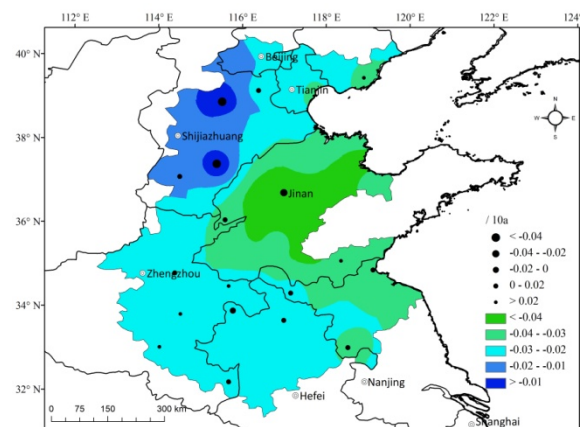 114° E 116° E 118° E 120° E 122° E 124° E
40° N
38° N
36° N
34° N
32° N
Beijing
Tianjin
Shijiazhuang
Jinan
Zhengzhou
Nanjing
Hefei
Shanghai
N
W E
S
/ 10a
< -0.04
-0.04 - -0.02
-0.02 - 0
0 - 0.02
> 0.02
< -0.04
-0.04 - -0.03
-0.03 - -0.02
-0.02 - -0.01
> -0.01
0 75 150 300 km